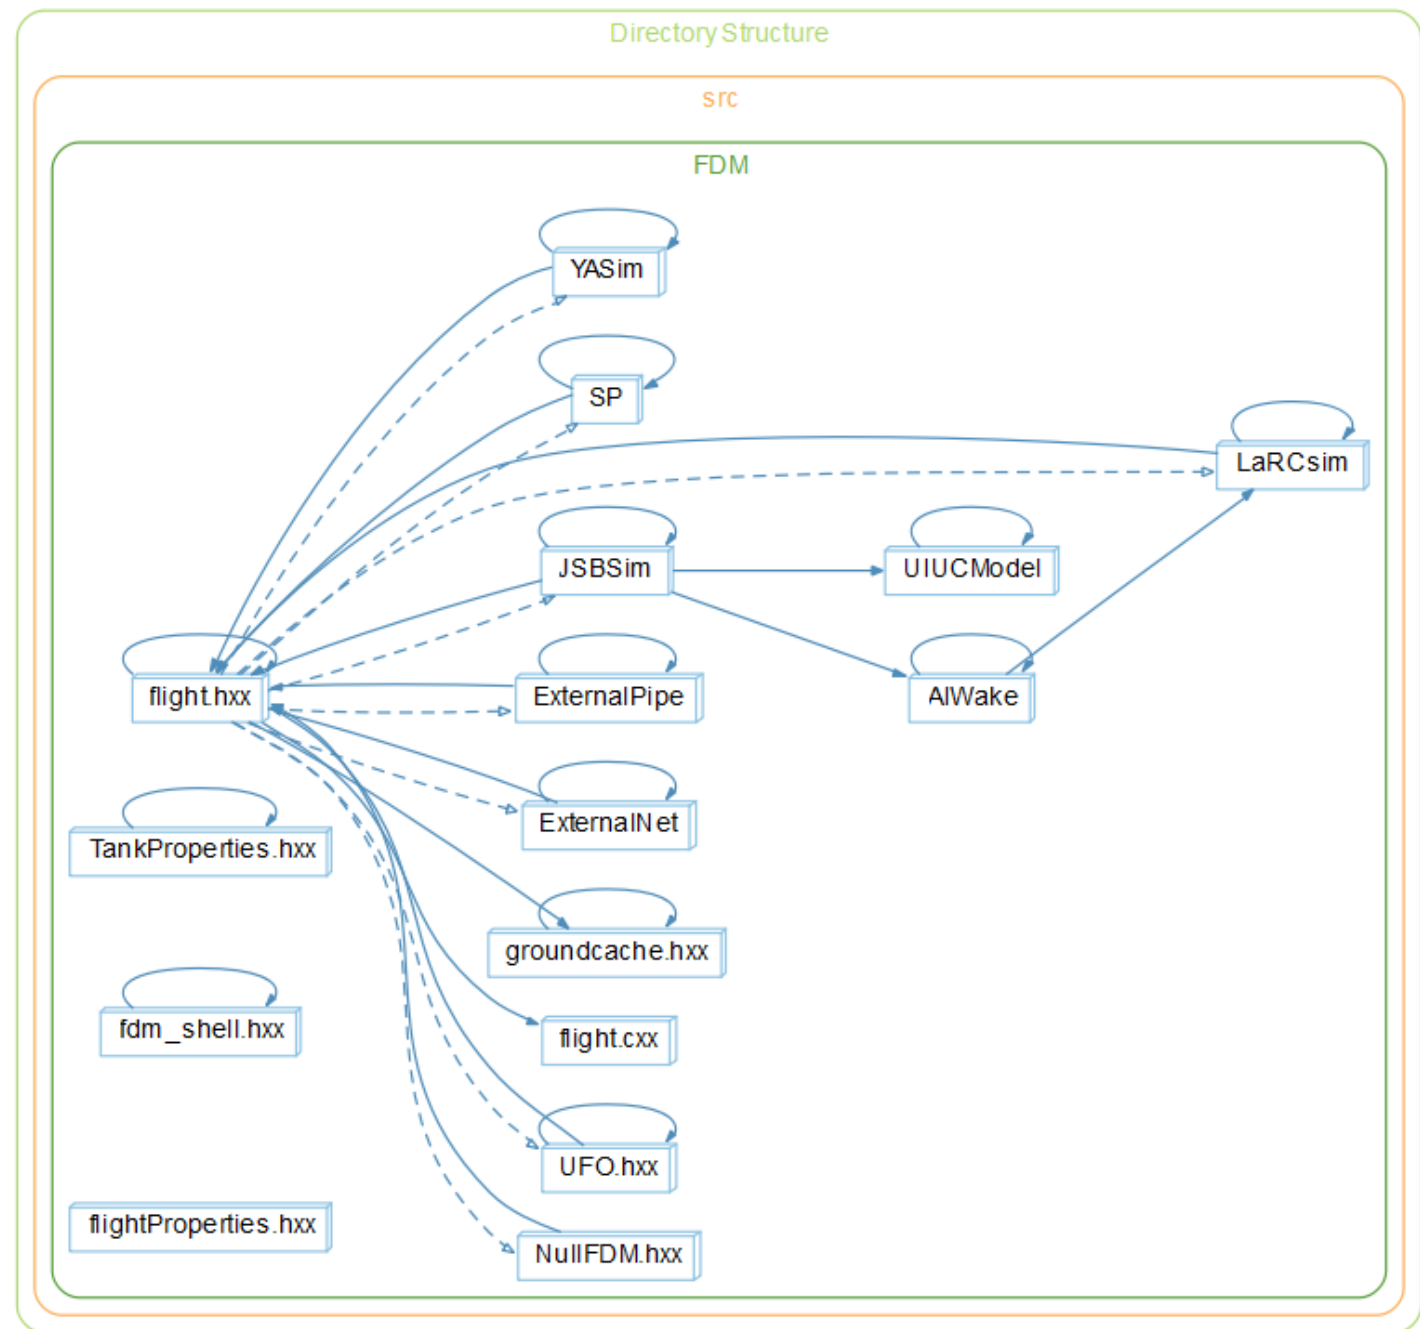 Directory Structure
src
FDM
YASim
SP
LaRCsim
JSBSim
UIUCModel
flight.hxx
ExternalPipe
AIWake
ExternalNet
TankProperties.hxx
groundcache.hxx
fdm_shell.hxx
flight.cxx
UFO.hxx
flightProperties.hxx
NullFDM.hxx